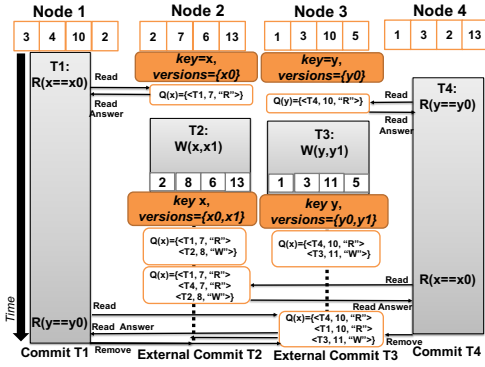 Node 1 Node 2 Node 3 Node 4
3 4 10 2
2 7 6 13
1 3 10 5
1 3 2 13
T1:
R(x==x0)
key=x,
versions={x0}
key=y,
versions={y0}
T4:
R(y==y0)
Read
Read
Answer
Q(x)={<T1, 7, “R”>}
Q(y)={<T4, 10, “R”>}
Read
Read
Answer
T2:
W(x,x1)
T3:
W(y,y1)
2 8 6 13
1 3 11 5
key x,
versions={x0,x1}
key y,
versions={y0,y1}
Q(x)={<T1, 7, “R”>
<T2, 8, “W”>}
Q(x)={<T4, 10, “R”>
<T3, 11, “W”>}
Q(x)={<T1, 7, “R”>
<T4, 7, “R”>
<T2, 8, “W”>}
Read
R(x==x0)
Read Answer
Time
R(y==y0)
Read
Read Answer
Q(x)={<T4, 10, “R”>
<T1, 10, “R”>
<T3, 11, “W”>}
Remove
Remove
Commit T1
External Commit T2
External Commit T3
Commit T4